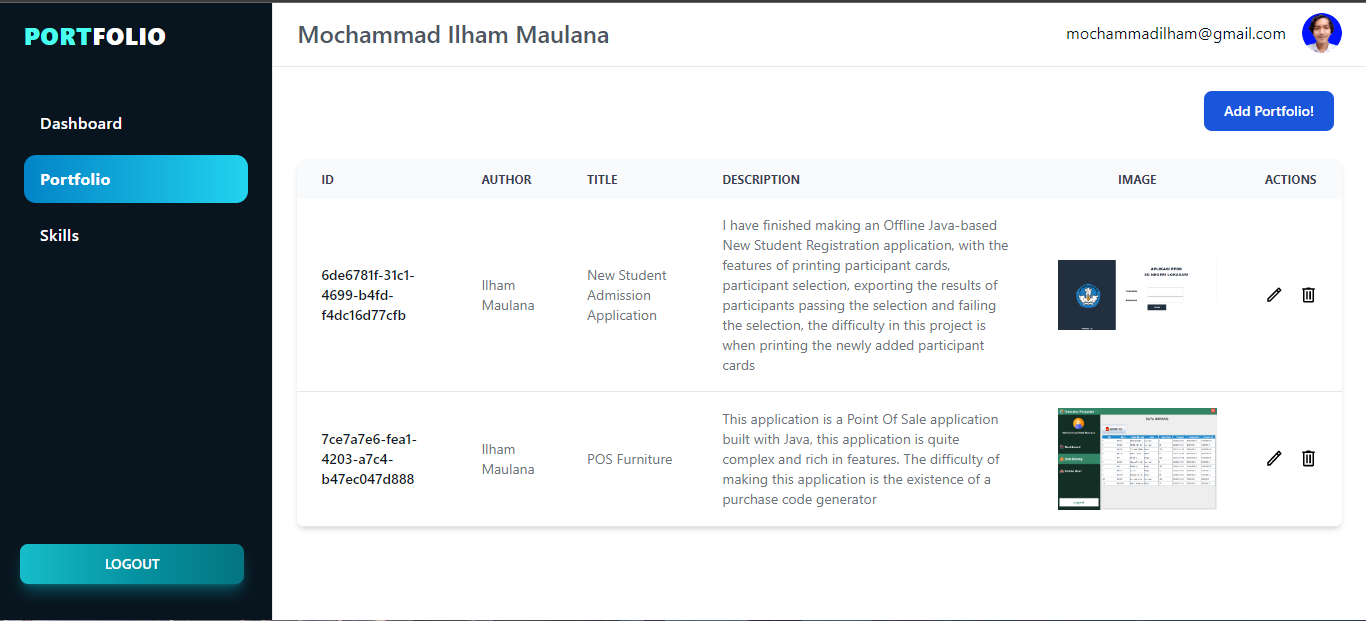 PORTFOLIO
Mochammad Ilham Maulana
mochammadilham@gmail.com
Dashboard
Portfolio
Skills
LOGOUT
Add Portfolio!
ID AUTHOR TITLE DESCRIPTION IMAGE ACTIONS
6de6781f-31c1-
4699-b4fd-
f4dc16d77cfb
Ilham
Maulana
New Student
Admission
Application
I have finished making an Offline Java-based
New Student Registration application, with the
features of printing participant cards,
participant selection, exporting the results of
participants passing the selection and failing
the selection, the difficulty in this project is
when printing the newly added participant
cards
APLIKASI PPDB
7ce7a7e6-fea1-
4203-a7c4-
b47ec047d888
Ilham
Maulana
POS Furniture
This application is a Point Of Sale application
built with Java, this application is quite
complex and rich in features. The difficulty of
making this application is the existence of a
purchase code generator